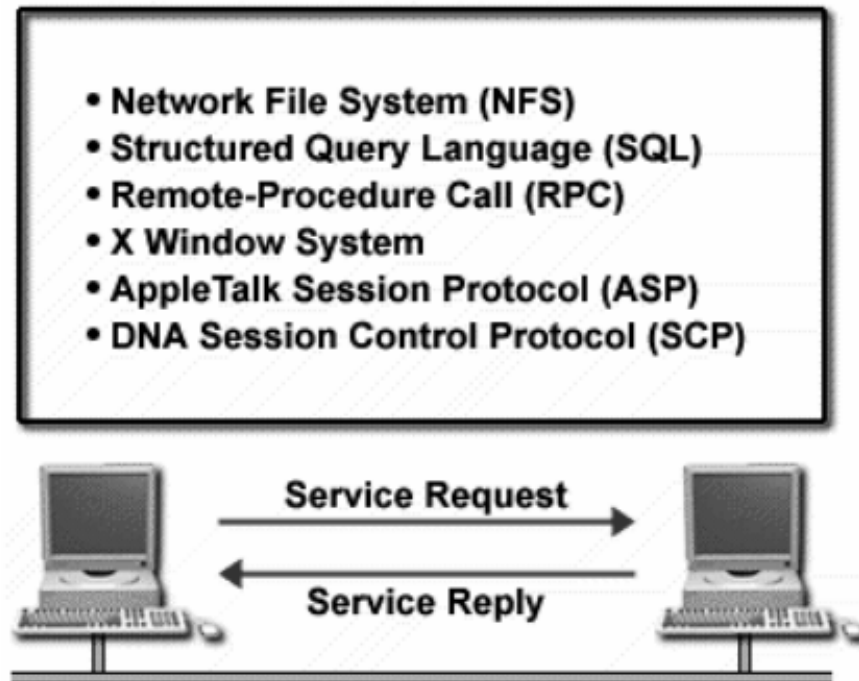 • Network File System (NFS)
• Structured Query Language (SQL)
• Remote-Procedure Call (RPC)
• X Window System
• AppleTalk Session Protocol (ASP)
• DNA Session Control Protocol (SCP)
Service Request
Service Reply